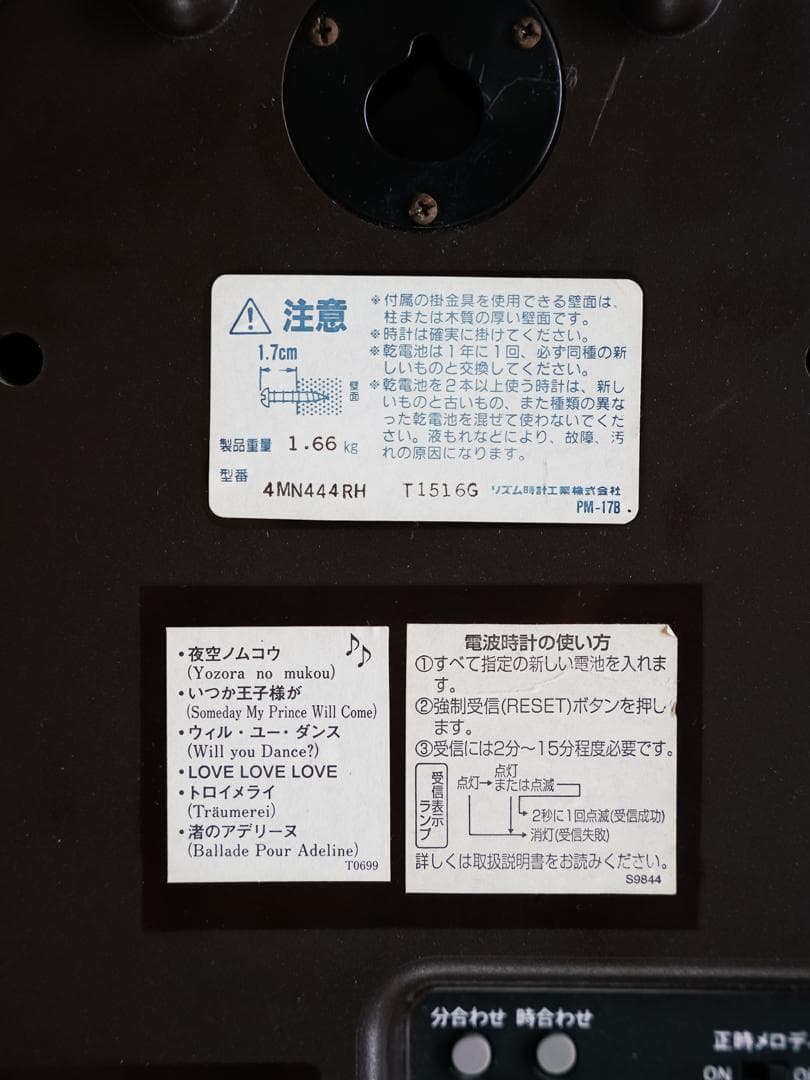 注意
※付属の掛金具を使用できる壁面は、
柱または木質の厚い壁面です。
※時計は確実に掛けてください。
※乾電池は1年に1回、必ず同種の新
しいものと交換してください。
※乾電池を2本以上使う時計は、新し
いものと古いもの、また種類の異な
った乾電池を混ぜて使わないでくだ
さい。液もれなどにより、故障、汚
れの原因になります。
1.7cm
壁面
製品重量 1.66 kg
型番
4MN444RH T1516G リズム時計工業株式会社
PM-17B
・夜空ノムコウ
(Yozora no mukou)
・いつか王子様が
(Someday My Prince Will Come)
・ウィル・ユー・ダンス
(Will you Dance?)
・LOVE LOVE LOVE
・トロイメライ
(Träumerei)
・渚のアデリーヌ
(Ballade Pour Adeline)
T0699
電波時計の使い方
①すべて指定の新しい電池を入れま
す。
②強制受信(RESET)ボタンを押し
ます。
③受信には2分〜15分程度必要です。
受信表示
ランプ
点灯→点灯
または点滅
2秒に1回点滅(受信成功)
消灯(受信失敗)
詳しくは取扱説明書をお読みください。
S9844
分合わせ 時合わせ
正時メロデ
ON